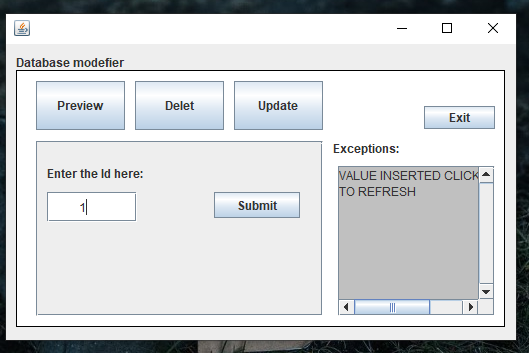 Database modefier
Preview
Delet
Update
Exit
Exceptions:
Enter the Id here:
1
Submit
VALUE INSERTED CLICK
TO REFRESH